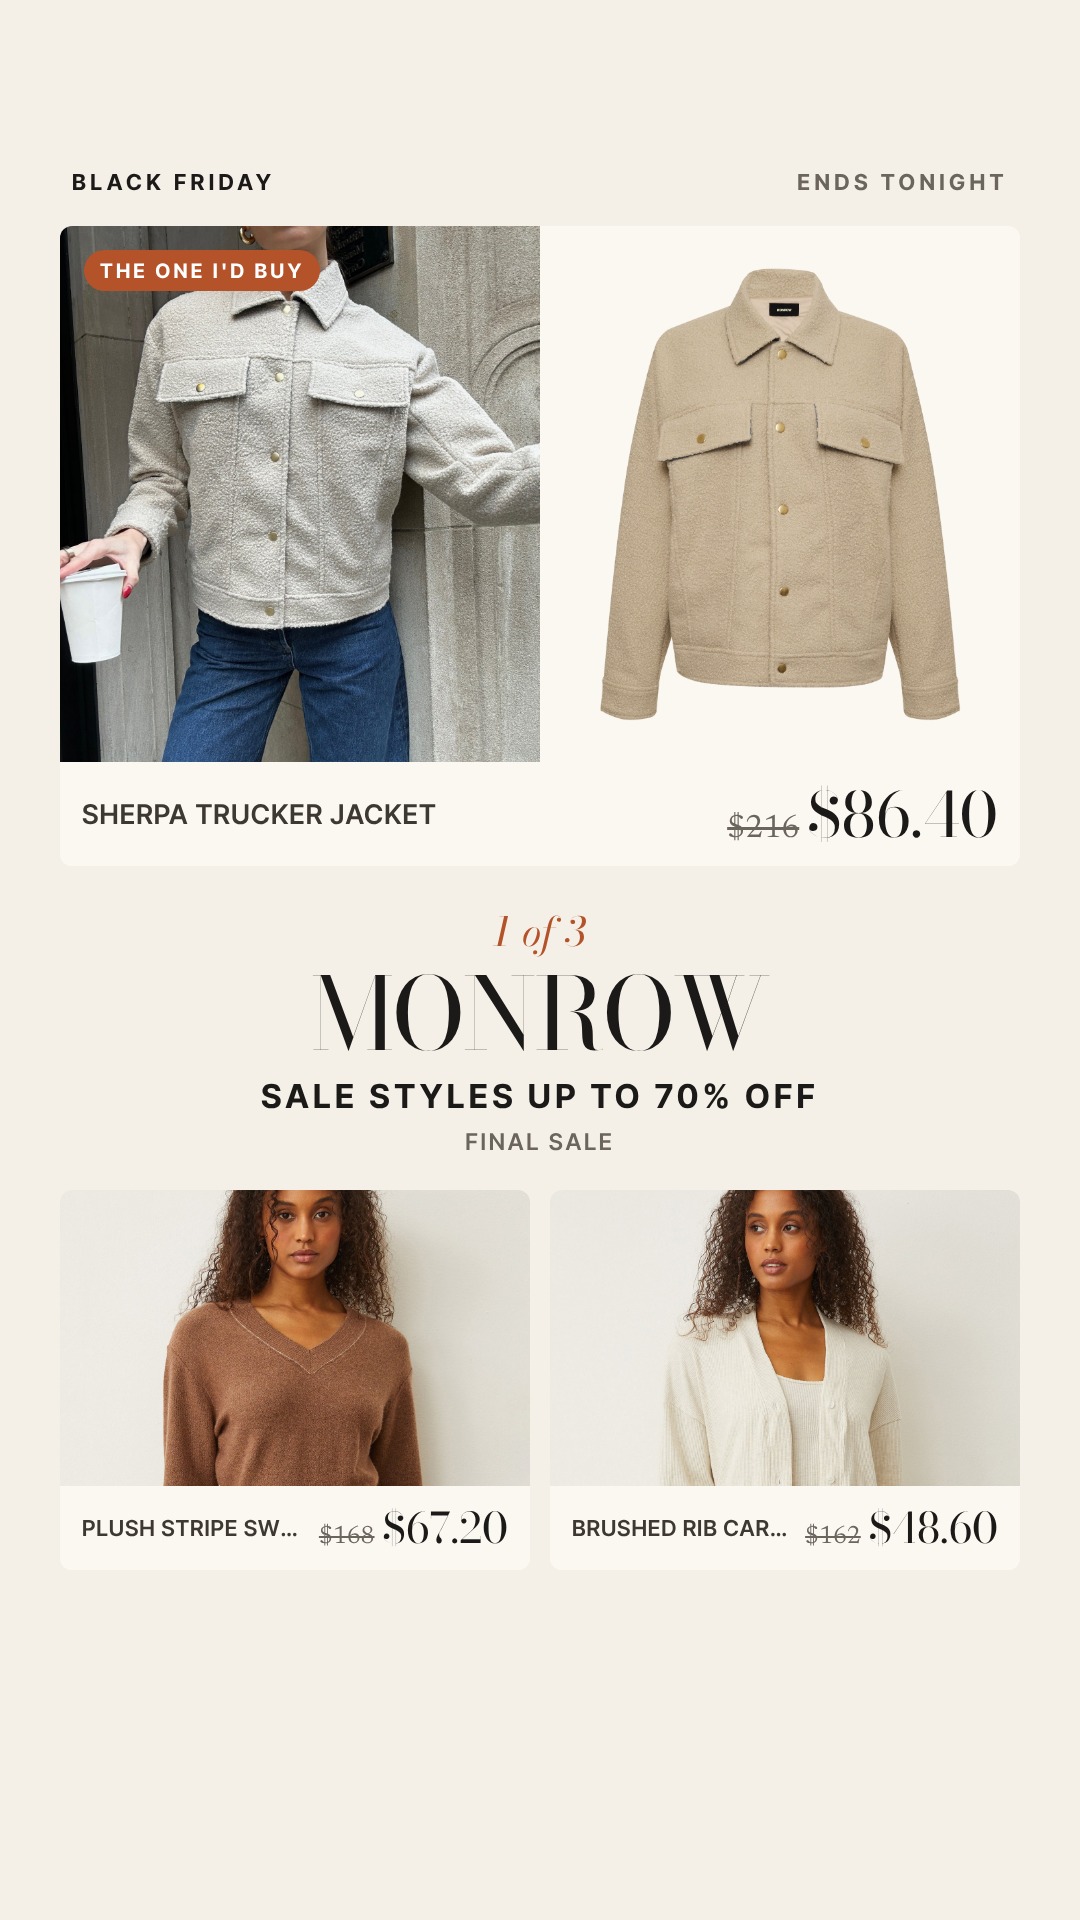 BLACK FRIDAY
ENDS TONIGHT
THE ONE I'D BUY
MONROW
SHERPA TRUCKER JACKET
$216 $86.40
1 of 3
MONROW
SALE STYLES UP TO 70% OFF
FINAL SALE
PLUSH STRIPE SW...
$168 $67.20
BRUSHED RIB CAR...
$162 $48.60